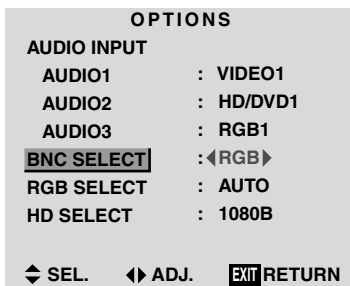 OPTIONS
AUDIO INPUT
AUDIO1 : VIDEO1
AUDIO2 : HD/DVD1
AUDIO3 : RGB1
BNC SELECT : ◀RGB▶
RGB SELECT : AUTO
HD SELECT : 1080B
▲▼ SEL. ◀▶ ADJ. EXIT RETURN